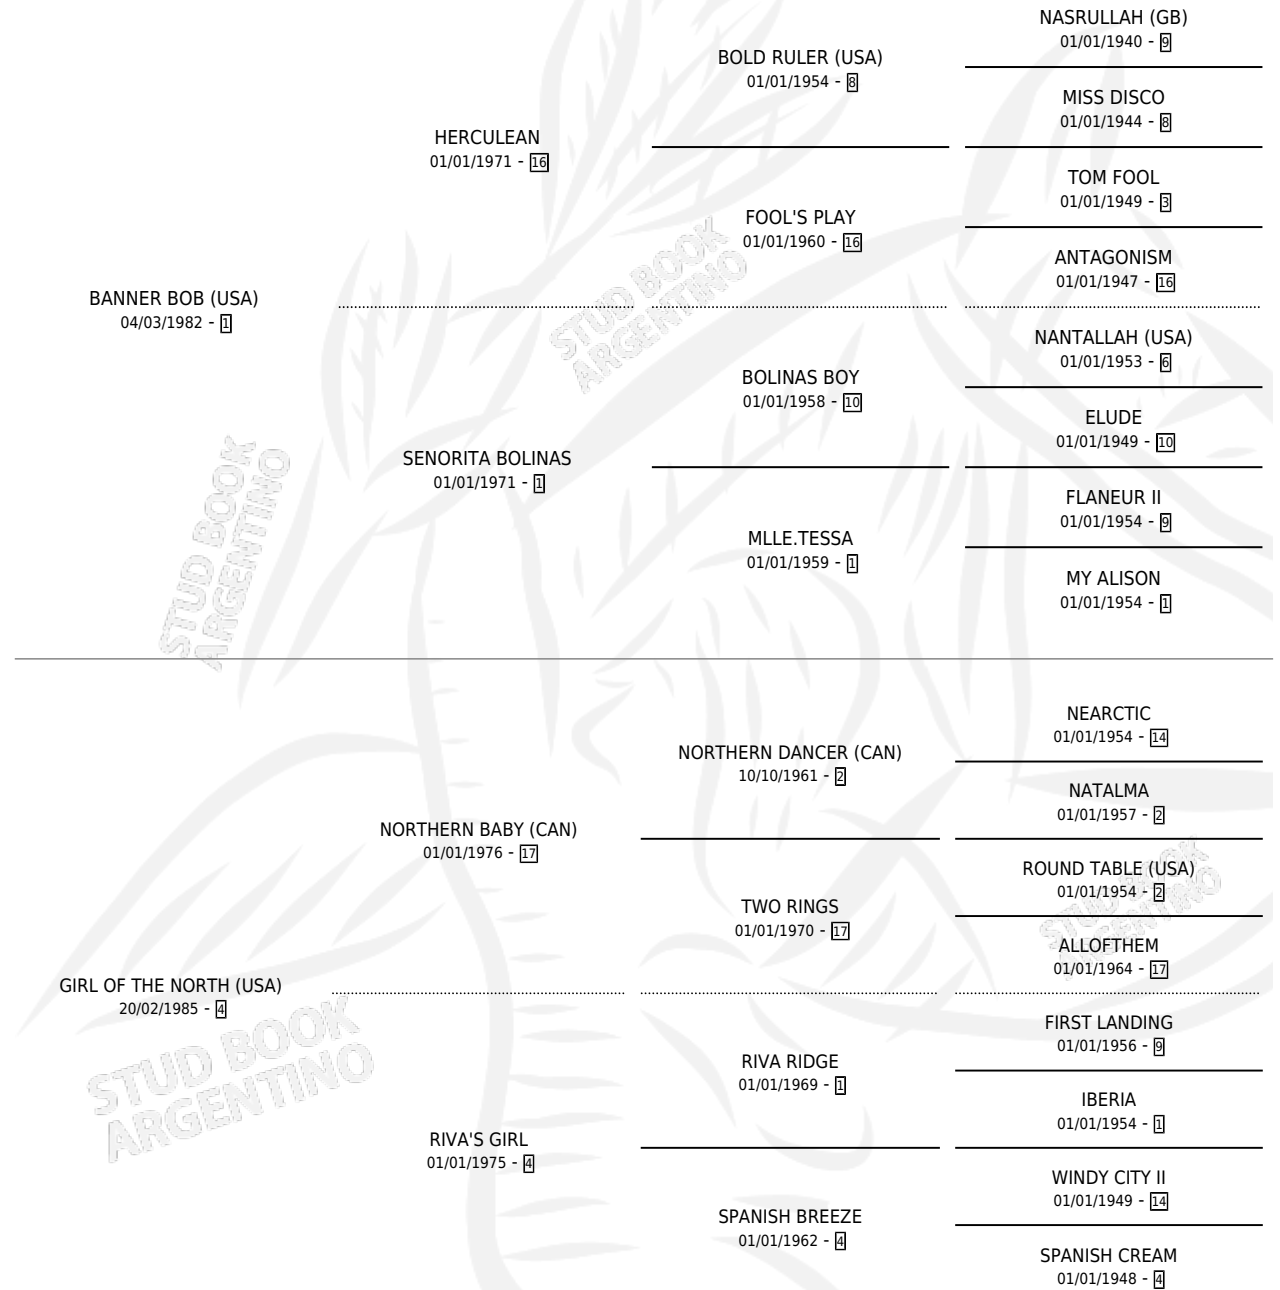 NASRULLAH (GB)
01/01/1940 - 9
BOLD RULER (USA)
01/01/1954 - 8
MISS DISCO
01/01/1944 - 8
HERCULEAN
01/01/1971 - 16
TOM FOOL
01/01/1949 - 3
FOOL'S PLAY
01/01/1960 - 16
ANTAGONISM
01/01/1947 - 16
BANNER BOB (USA)
04/03/1982 - 1
NANTALLAH (USA)
01/01/1953 - 6
BOLINAS BOY
01/01/1958 - 10
ELUDE
01/01/1949 - 10
SENORITA BOLINAS
01/01/1971 - 1
FLANEUR II
01/01/1954 - 9
MLLE.TESSA
01/01/1959 - 1
MY ALISON
01/01/1954 - 1
NEARCTIC
01/01/1954 - 14
NORTHERN DANCER (CAN)
10/10/1961 - 2
NATALMA
01/01/1957 - 2
NORTHERN BABY (CAN)
01/01/1976 - 17
ROUND TABLE (USA)
01/01/1954 - 2
TWO RINGS
01/01/1970 - 17
ALLOFTHEM
01/01/1964 - 17
GIRL OF THE NORTH (USA)
20/02/1985 - 4
FIRST LANDING
01/01/1956 - 9
RIVA RIDGE
01/01/1969 - 1
IBERIA
01/01/1954 - 1
RIVA'S GIRL
01/01/1975 - 4
WINDY CITY II
01/01/1949 - 14
SPANISH BREEZE
01/01/1962 - 4
SPANISH CREAM
01/01/1948 - 4
STUD BOOK
ARGENTINO
STUD BOOK
ARGENTINO
STUD BOOK
ARGENTINO
STUD BOOK
ARGENTINO